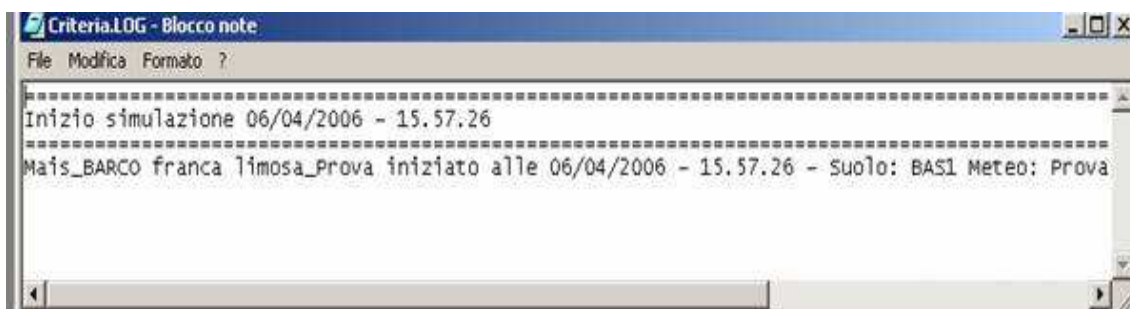 Criteria.LOG - Blocco note
File Modifica Formato ?
==========================================================================================
Inizio simulazione 06/04/2006 - 15.57.26
==========================================================================================
Mais_BARCO franca limosa_Prova iniziato alle 06/04/2006 - 15.57.26 - Suolo: BAS1 Meteo: Prova